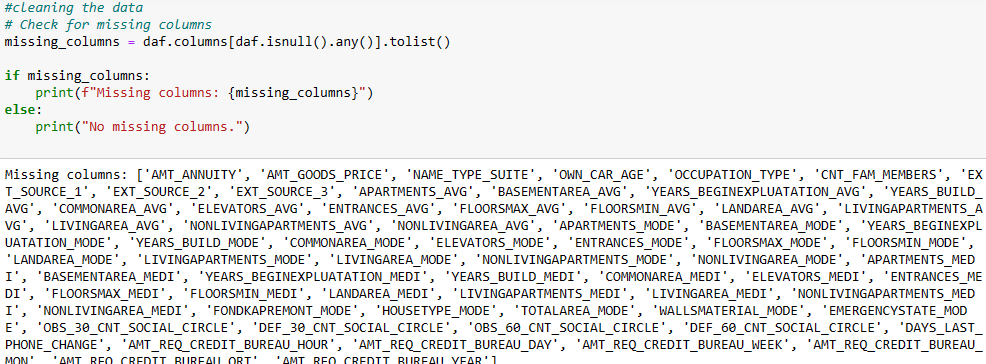 #cleaning the data
# Check for missing columns
missing_columns = daf.columns[daf.isnull().any()].tolist()
if missing_columns:
    print(f"Missing columns: {missing_columns}")
else:
    print("No missing columns.")
Missing columns: ['AMT_ANNUITY', 'AMT_GOODS_PRICE', 'NAME_TYPE_SUITE', 'OWN_CAR_AGE', 'OCCUPATION_TYPE', 'CNT_FAM_MEMBERS', 'EX
T_SOURCE_1', 'EXT_SOURCE_2', 'EXT_SOURCE_3', 'APARTMENTS_AVG', 'BASEMENTAREA_AVG', 'YEARS_BEGINEXPLUATATION_AVG', 'YEARS_BUILD_
AVG', 'COMMONAREA_AVG', 'ELEVATORS_AVG', 'ENTRANCES_AVG', 'FLOORSMAX_AVG', 'FLOORSMIN_AVG', 'LANDAREA_AVG', 'LIVINGAPARTMENTS_A
VG', 'LIVINGAREA_AVG', 'NONLIVINGAPARTMENTS_AVG', 'NONLIVINGAREA_AVG', 'APARTMENTS_MODE', 'BASEMENTAREA_MODE', 'YEARS_BEGINEXPL
UATATION_MODE', 'YEARS_BUILD_MODE', 'COMMONAREA_MODE', 'ELEVATORS_MODE', 'ENTRANCES_MODE', 'FLOORSMAX_MODE', 'FLOORSMIN_MODE',
'LANDAREA_MODE', 'LIVINGAPARTMENTS_MODE', 'LIVINGAREA_MODE', 'NONLIVINGAPARTMENTS_MODE', 'NONLIVINGAREA_MODE', 'APARTMENTS_MED
I', 'BASEMENTAREA_MEDI', 'YEARS_BEGINEXPLUATATION_MEDI', 'YEARS_BUILD_MEDI', 'COMMONAREA_MEDI', 'ELEVATORS_MEDI', 'ENTRANCES_ME
DI', 'FLOORSMAX_MEDI', 'FLOORSMIN_MEDI', 'LANDAREA_MEDI', 'LIVINGAPARTMENTS_MEDI', 'LIVINGAREA_MEDI', 'NONLIVINGAPARTMENTS_MED
I', 'NONLIVINGAREA_MEDI', 'FONDKAPREMONT_MODE', 'HOUSETYPE_MODE', 'TOTALAREA_MODE', 'WALLSMATERIAL_MODE', 'EMERGENCYSTATE_MOD
E', 'OBS_30_CNT_SOCIAL_CIRCLE', 'DEF_30_CNT_SOCIAL_CIRCLE', 'OBS_60_CNT_SOCIAL_CIRCLE', 'DEF_60_CNT_SOCIAL_CIRCLE', 'DAYS_LAST_
PHONE_CHANGE', 'AMT_REQ_CREDIT_BUREAU_HOUR', 'AMT_REQ_CREDIT_BUREAU_DAY', 'AMT_REQ_CREDIT_BUREAU_WEEK', 'AMT_REQ_CREDIT_BUREAU_
MON', 'AMT_REQ_CREDIT_BUREAU_QRT', 'AMT_REQ_CREDIT_BUREAU_YEAR']